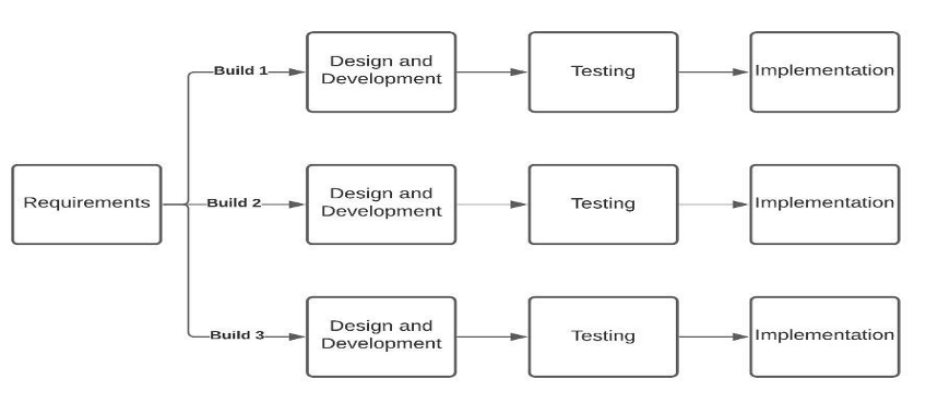 Build 1
Design and
Development
Testing
Implementation
Requirements
Build 2
Design and
Development
Testing
Implementation
Build 3
Design and
Development
Testing
Implementation